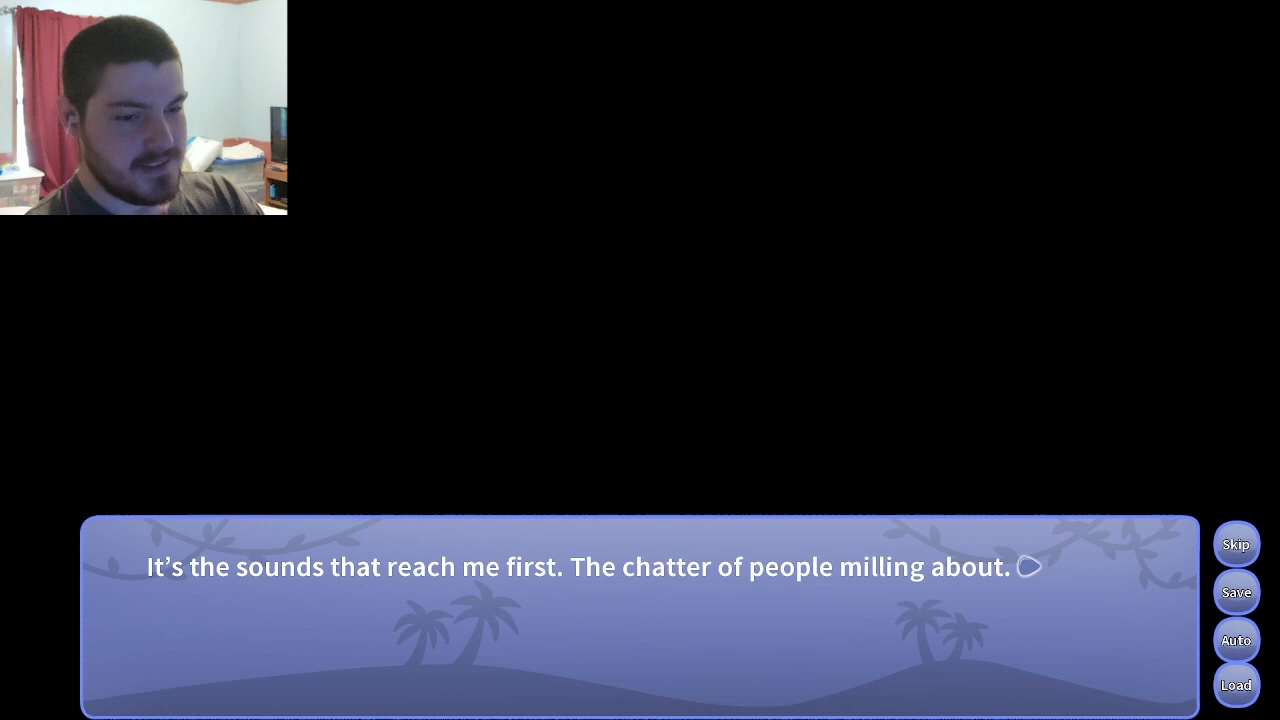 It’s the sounds that reach me first. The chatter of people milling about.
Skip
Save
Auto
Load